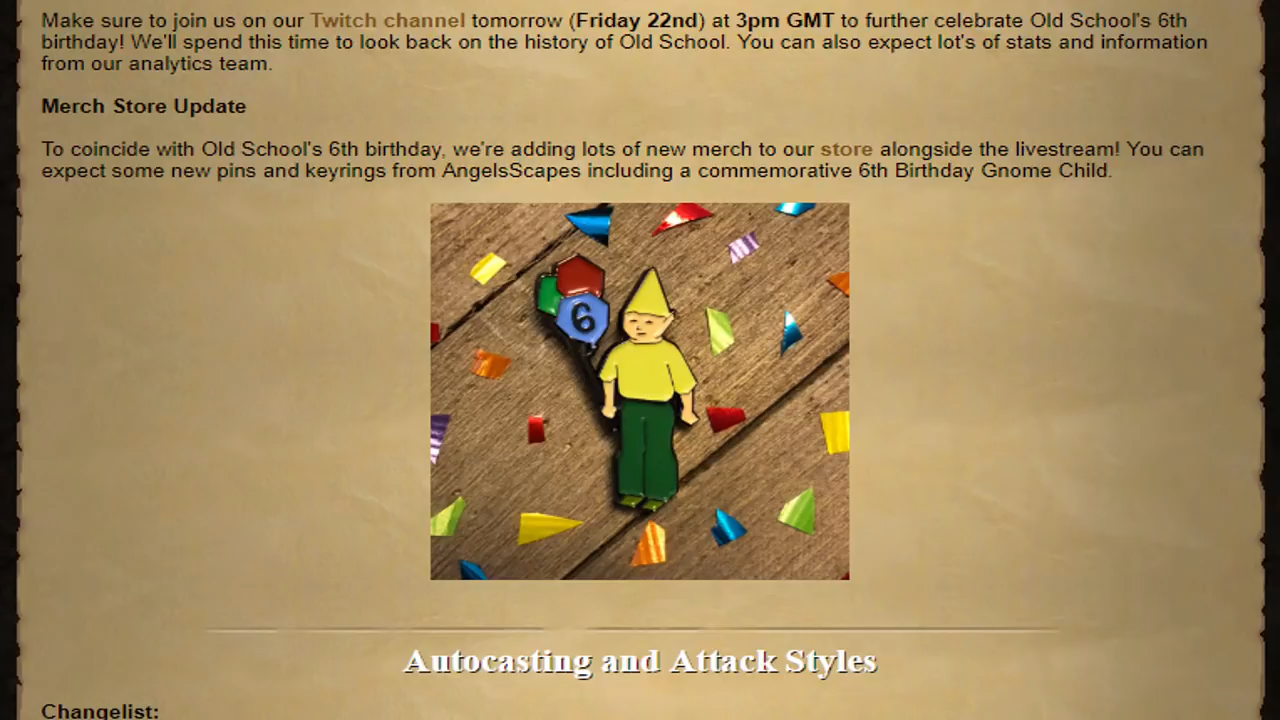 Make sure to join us on our Twitch channel tomorrow (Friday 22nd) at 3pm GMT to further celebrate Old School's 6th
birthday! We'll spend this time to look back on the history of Old School. You can also expect lot's of stats and information
from our analytics team.
Merch Store Update
To coincide with Old School's 6th birthday, we're adding lots of new merch to our store alongside the livestream! You can
expect some new pins and keyrings from AngelsScapes including a commemorative 6th Birthday Gnome Child.
6
Autocasting and Attack Styles
Changelist: